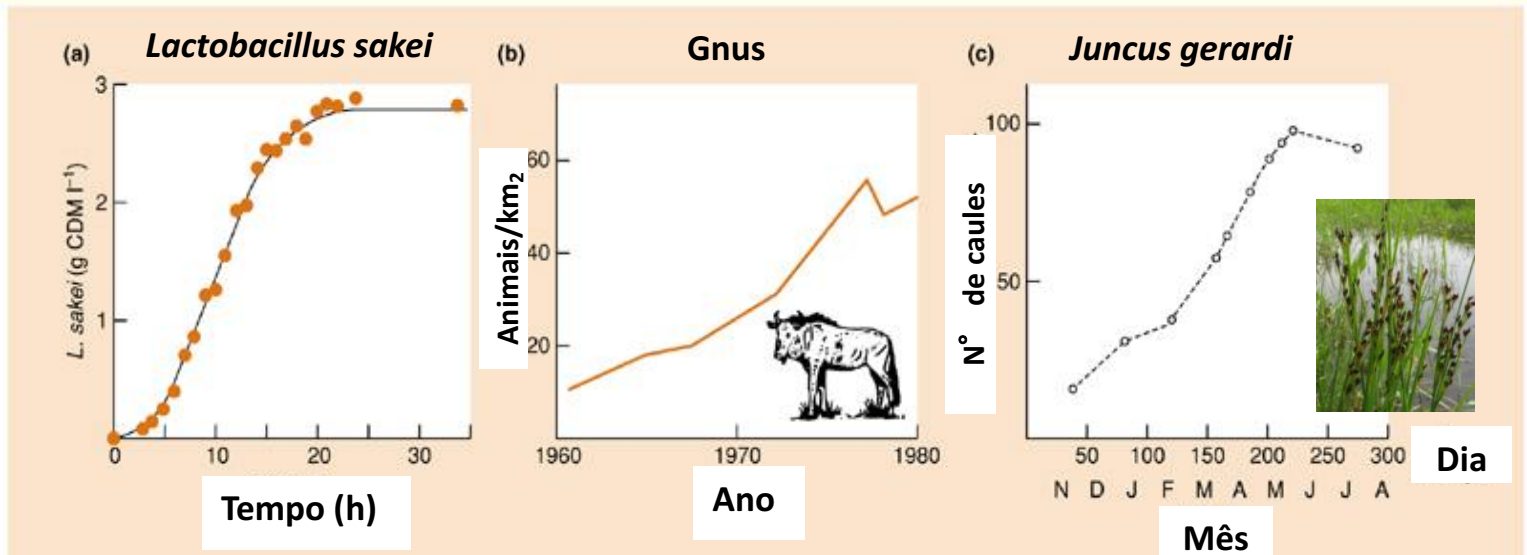 (a) Lactobacillus sakei
L. sakei (g CDM l⁻¹)
3
2
1
0 10 20 30
Tempo (h)
(b) Gnus
Animais/km₂
60
40
20
1960 1970 1980
Ano
(c) Juncus gerardi
N° de caules
100
50
50 100 150 200 250 300
Dia
N D J F M A M J J A
Mês